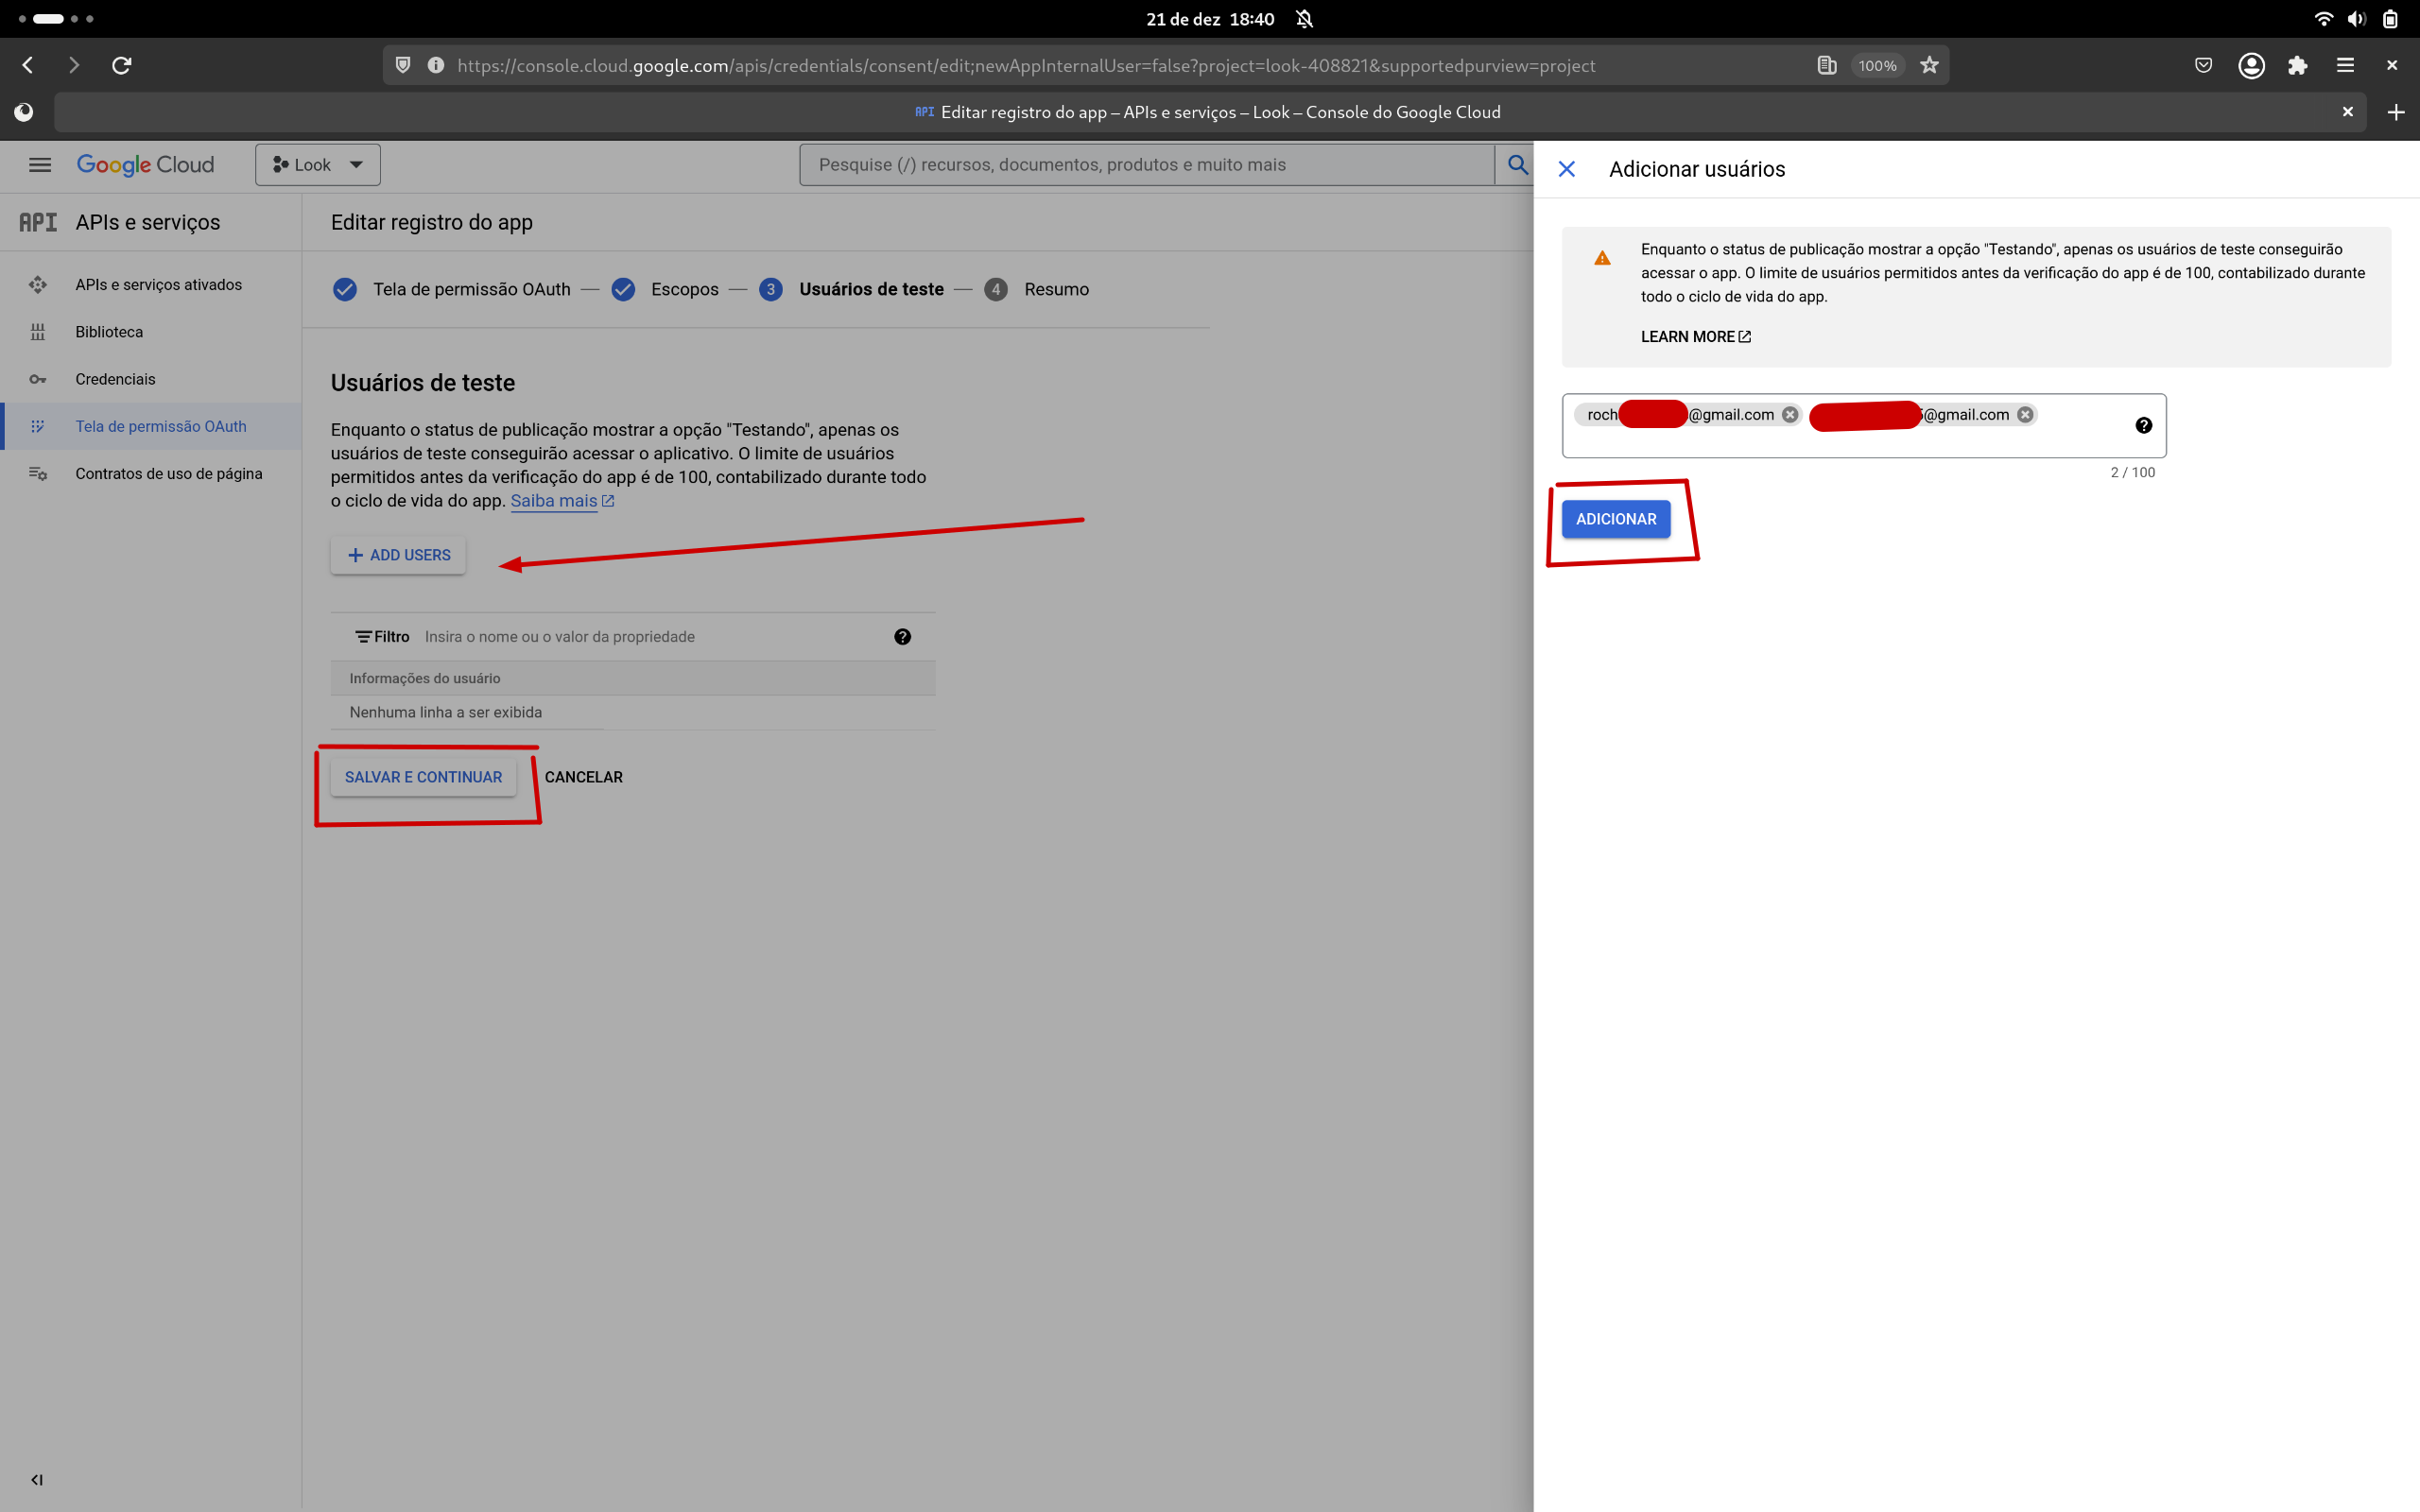 21 de dez 18:40
https://console.cloud.google.com/apis/credentials/consent/edit;newAppInternalUser=false?project=look-408821&supportedpurview=project
100%
API Editar registro do app – APIs e serviços – Look – Console do Google Cloud
Google Cloud
Look
Pesquise (/) recursos, documentos, produtos e muito mais
API APIs e serviços
APIs e serviços ativados
Biblioteca
Credenciais
Tela de permissão OAuth
Contratos de uso de página
Editar registro do app
Tela de permissão OAuth
Escopos
3 Usuários de teste
4 Resumo
Usuários de teste
Enquanto o status de publicação mostrar a opção "Testando", apenas os
usuários de teste conseguirão acessar o aplicativo. O limite de usuários
permitidos antes da verificação do app é de 100, contabilizado durante todo
o ciclo de vida do app. Saiba mais
ADD USERS
Filtro Insira o nome ou o valor da propriedade
Informações do usuário
Nenhuma linha a ser exibida
SALVAR E CONTINUAR
CANCELAR
Adicionar usuários
Enquanto o status de publicação mostrar a opção "Testando", apenas os usuários de teste conseguirão
acessar o app. O limite de usuários permitidos antes da verificação do app é de 100, contabilizado durante
todo o ciclo de vida do app.
LEARN MORE
roch @gmail.com @gmail.com
2 / 100
ADICIONAR